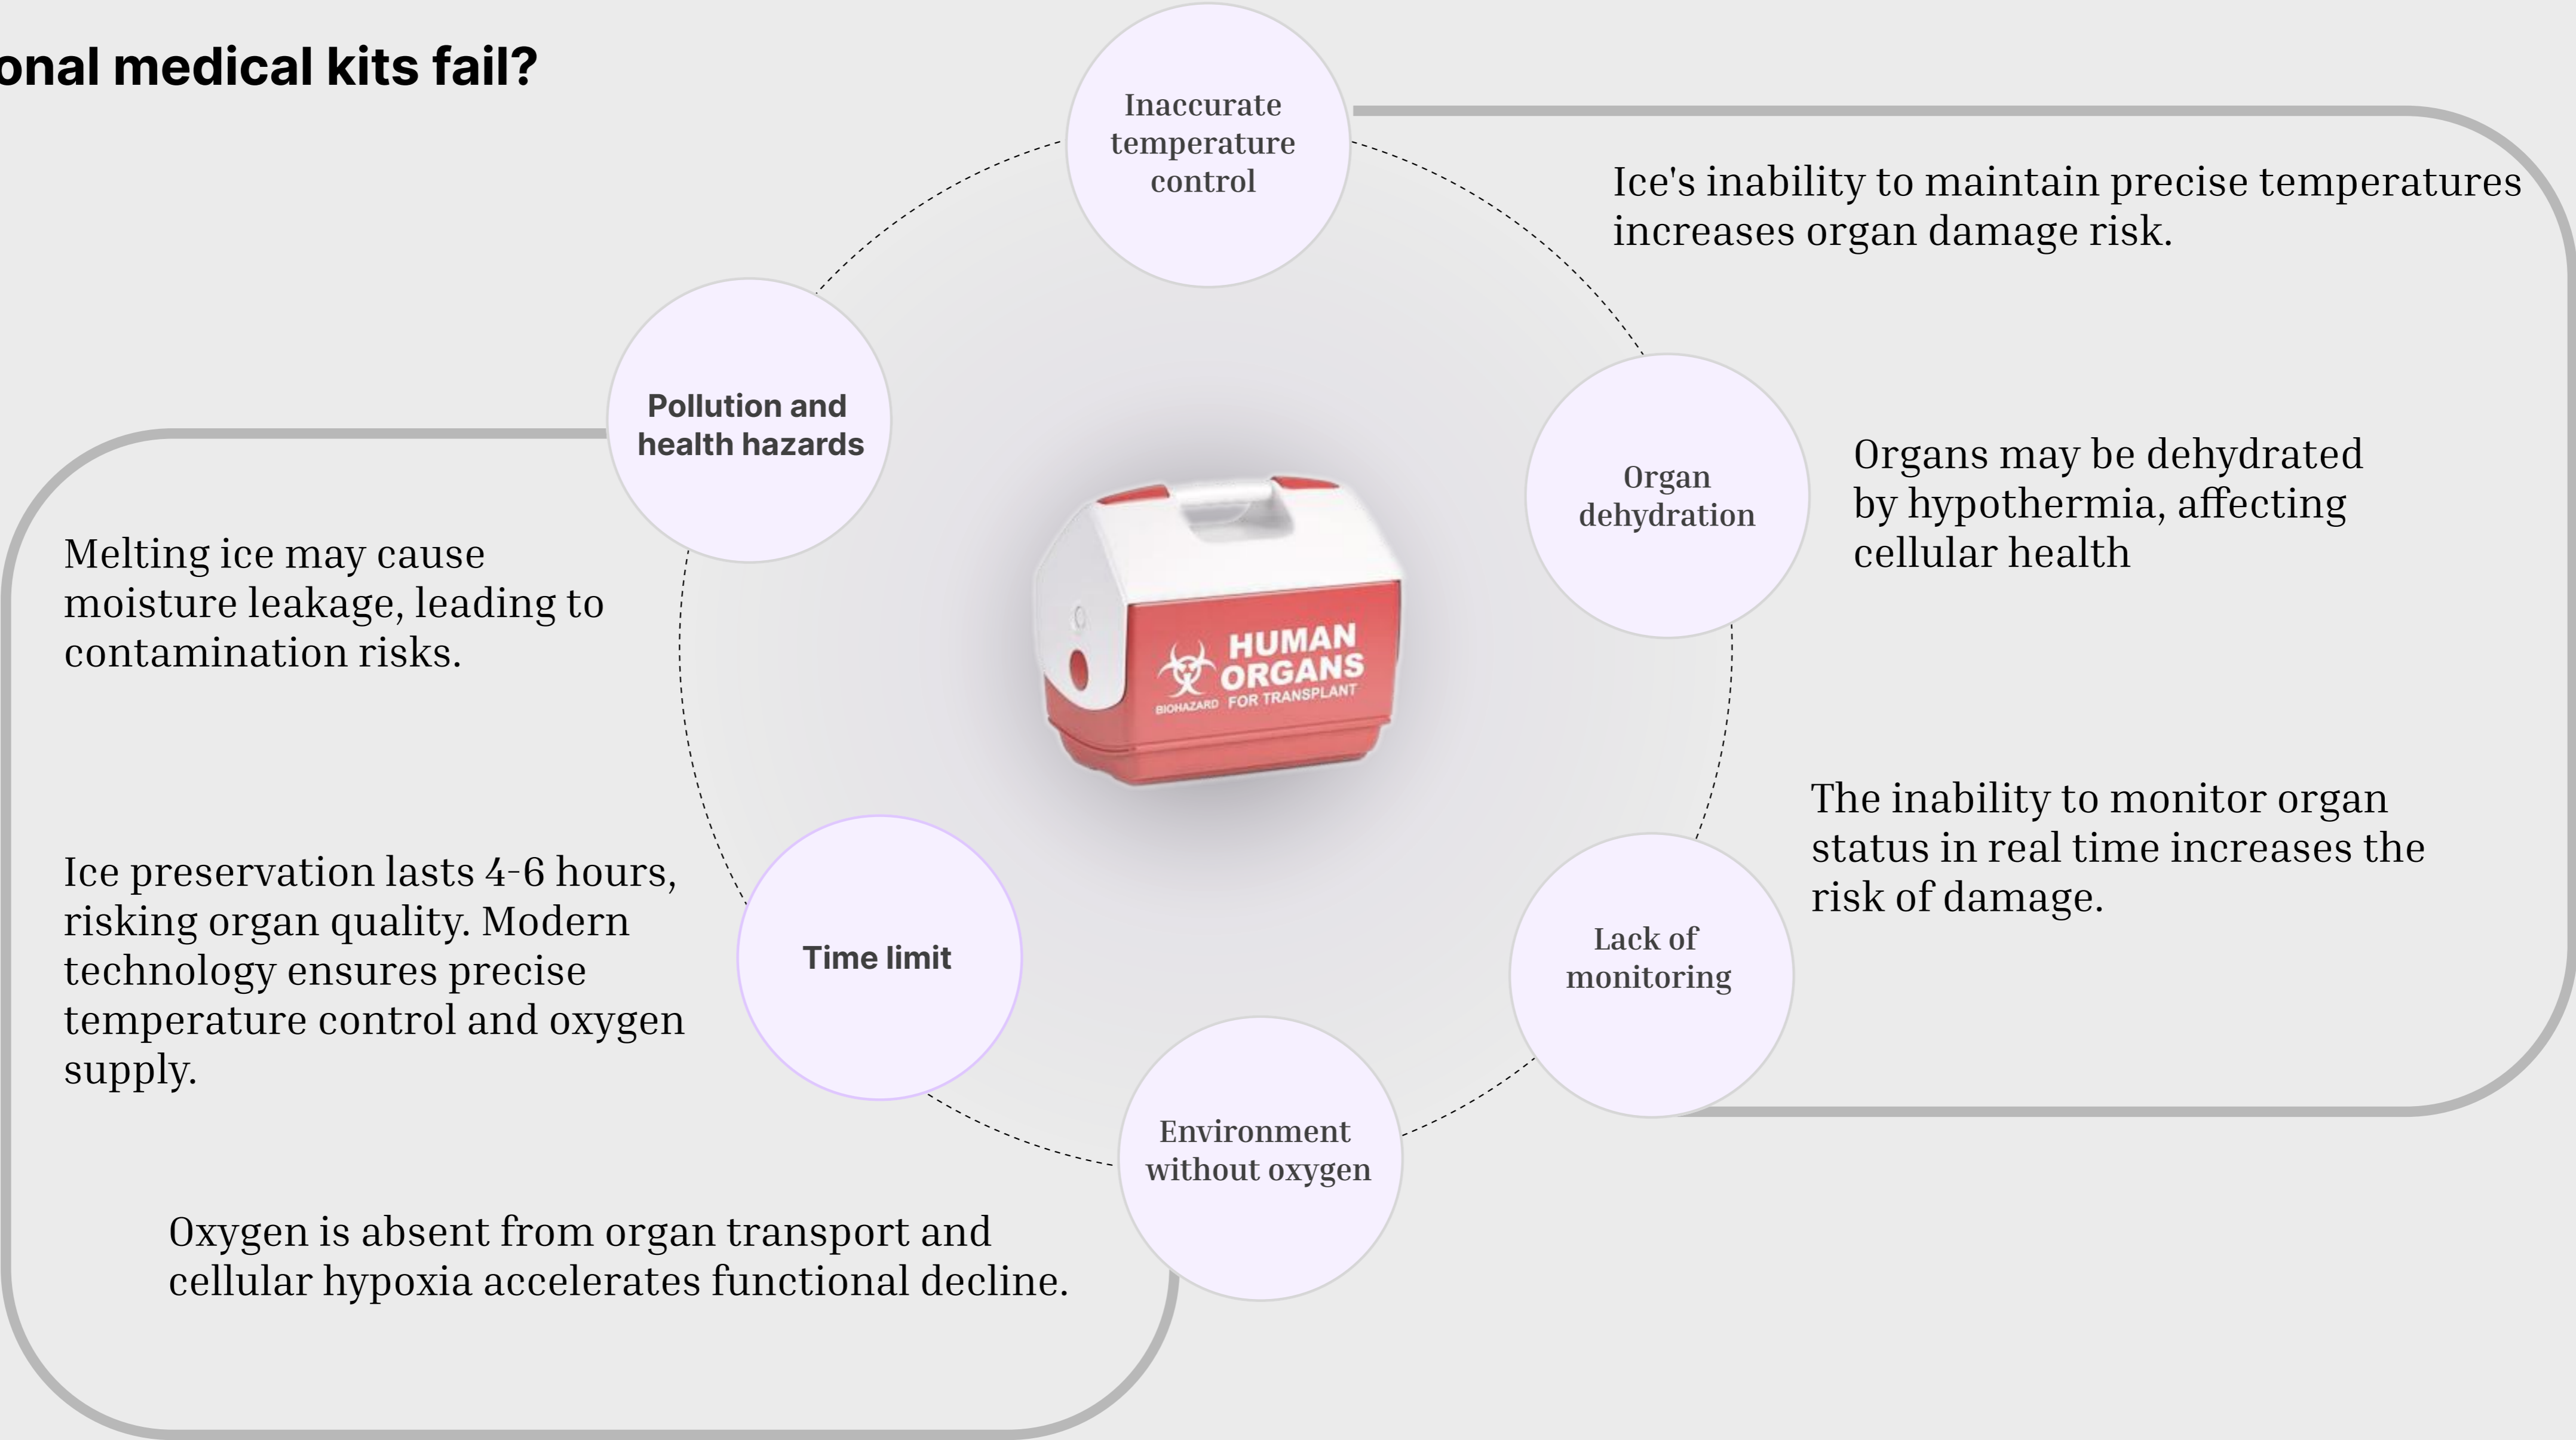 onal medical kits fail?
Inaccurate
temperature
control
Ice's inability to maintain precise temperatures
increases organ damage risk.
Pollution and
health hazards
Organ
dehydration
Organs may be dehydrated
by hypothermia, affecting
cellular health
Melting ice may cause
moisture leakage, leading to
contamination risks.
HUMAN
ORGANS
BIOHAZARD FOR TRANSPLANT
The inability to monitor organ
status in real time increases the
risk of damage.
Ice preservation lasts 4-6 hours,
risking organ quality. Modern
technology ensures precise
temperature control and oxygen
supply.
Time limit
Lack of
monitoring
Environment
without oxygen
Oxygen is absent from organ transport and
cellular hypoxia accelerates functional decline.